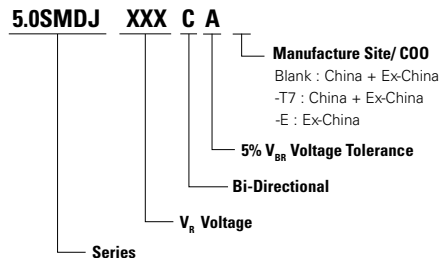 5.0SMDJ XXX C A
Manufacture Site/ COO
Blank : China + Ex-China
-T7 : China + Ex-China
-E : Ex-China
5% VBR Voltage Tolerance
Bi-Directional
VR Voltage
Series